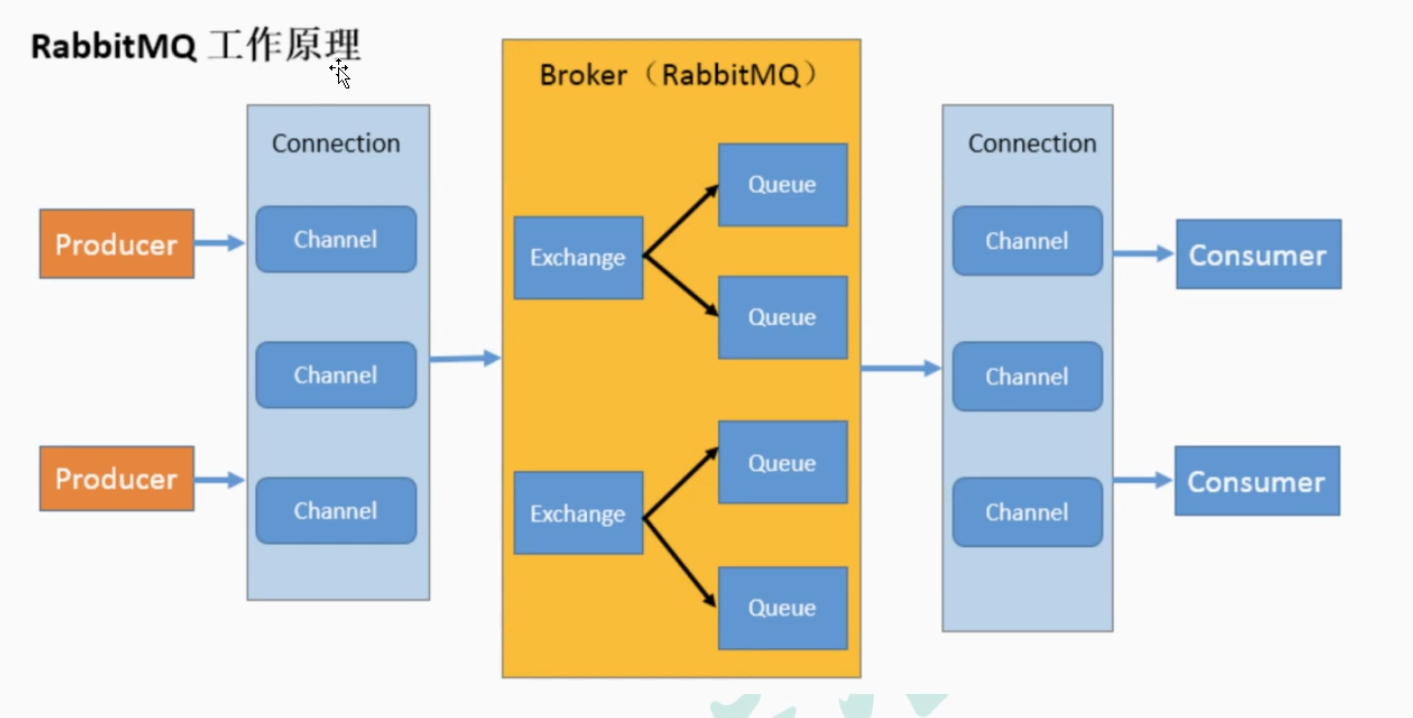 RabbitMQ 工作原理
Broker（RabbitMQ）
Connection
Connection
Producer
Producer
Channel
Channel
Channel
Exchange
Exchange
Queue
Queue
Queue
Queue
Channel
Channel
Channel
Consumer
Consumer